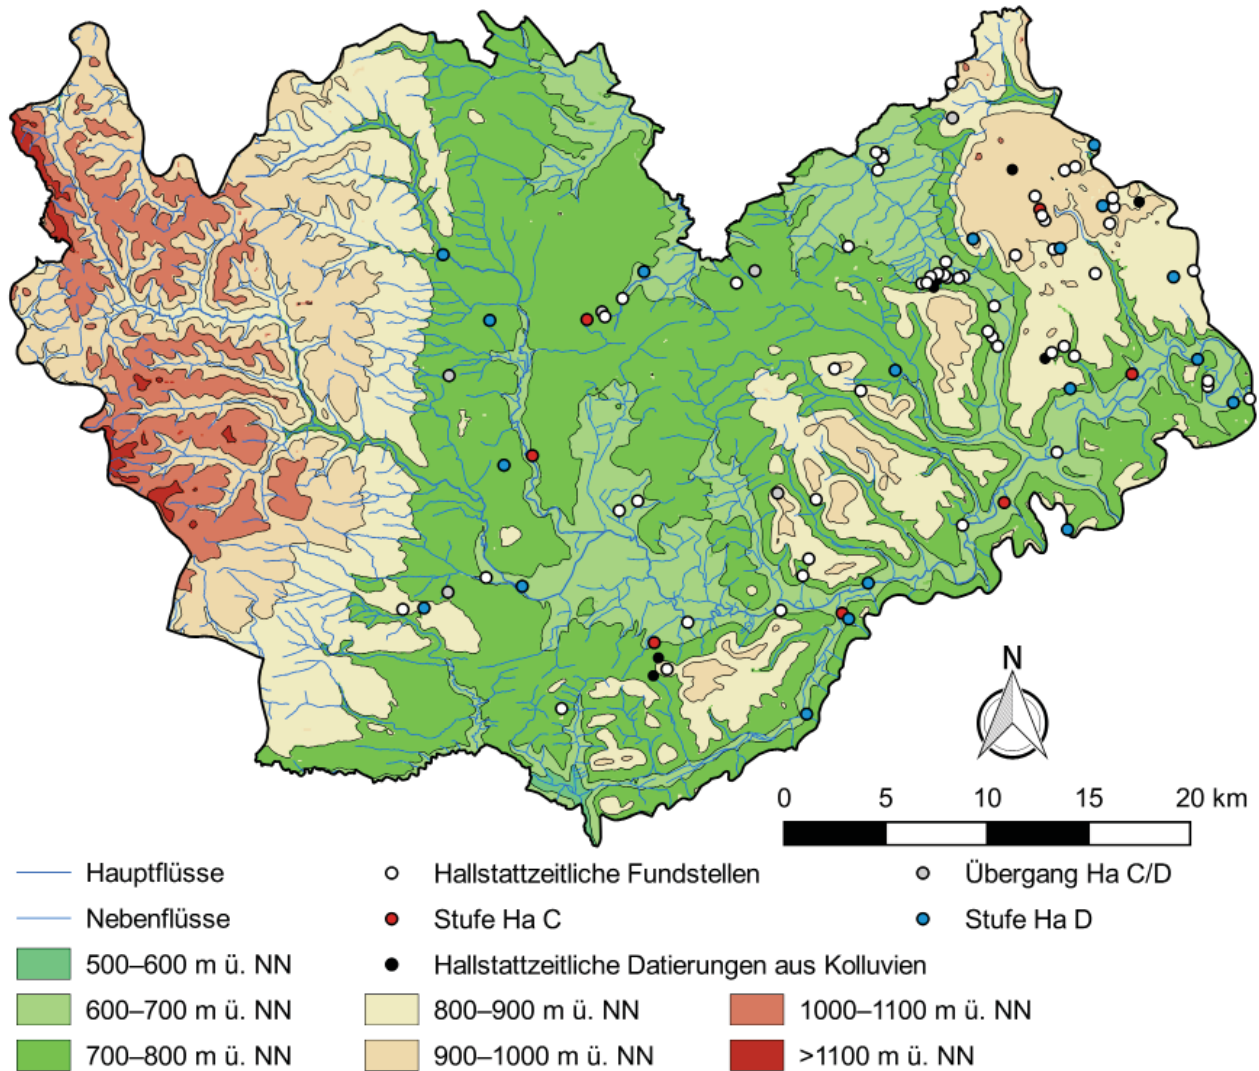 N
0 5 10 15 20 km
Hauptflüsse Hallstattzeitliche Fundstellen Übergang Ha C/D
Nebenflüsse Stufe Ha C Stufe Ha D
500–600 m ü. NN Hallstattzeitliche Datierungen aus Kolluvien
600–700 m ü. NN 800–900 m ü. NN 1000–1100 m ü. NN
700–800 m ü. NN 900–1000 m ü. NN >1100 m ü. NN